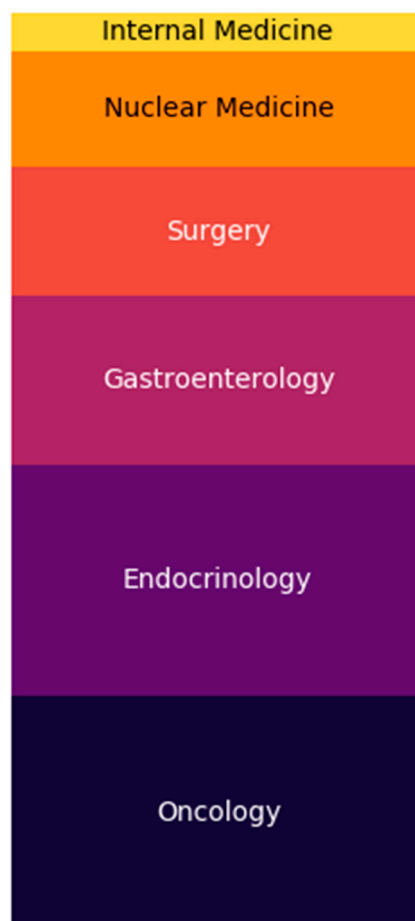 Internal Medicine
Nuclear Medicine
Surgery
Gastroenterology
Endocrinology
Oncology